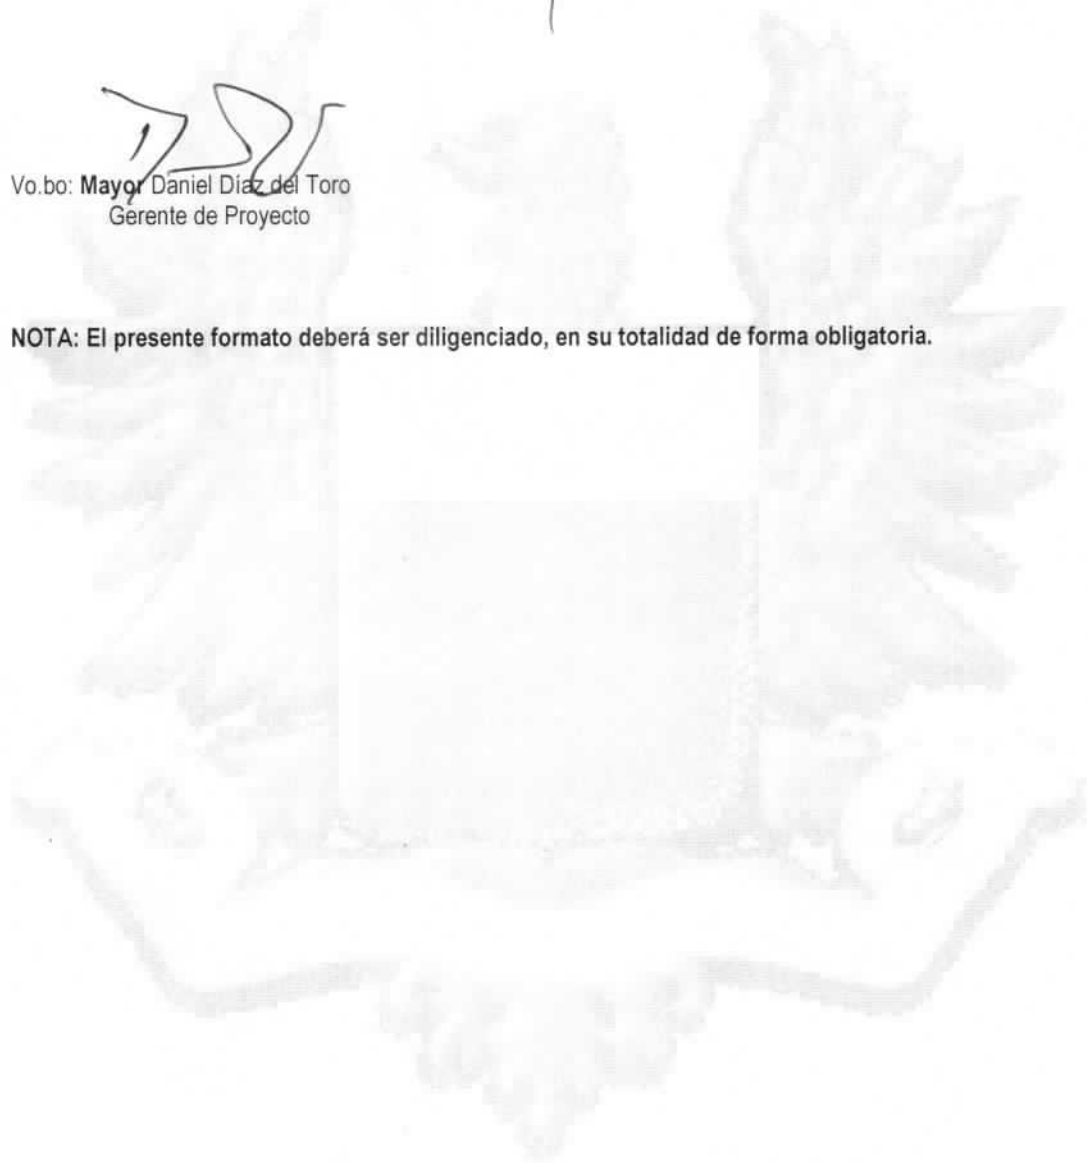 Vo.bo: Mayor Daniel Díaz del Toro
Gerente de Proyecto
NOTA: El presente formato deberá ser diligenciado, en su totalidad de forma obligatoria.